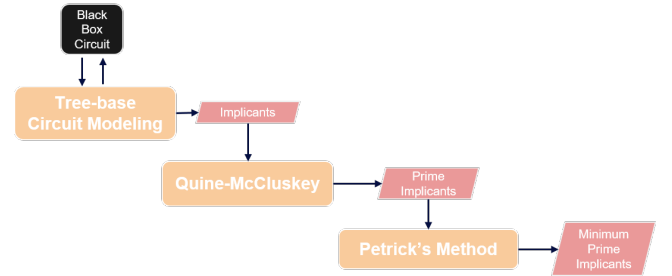 Black
Box
Circuit
Tree-base
Circuit Modeling
Implicants
Quine-McCluskey
Prime
Implicants
Petrick's Method
Minimum
Prime
Implicants